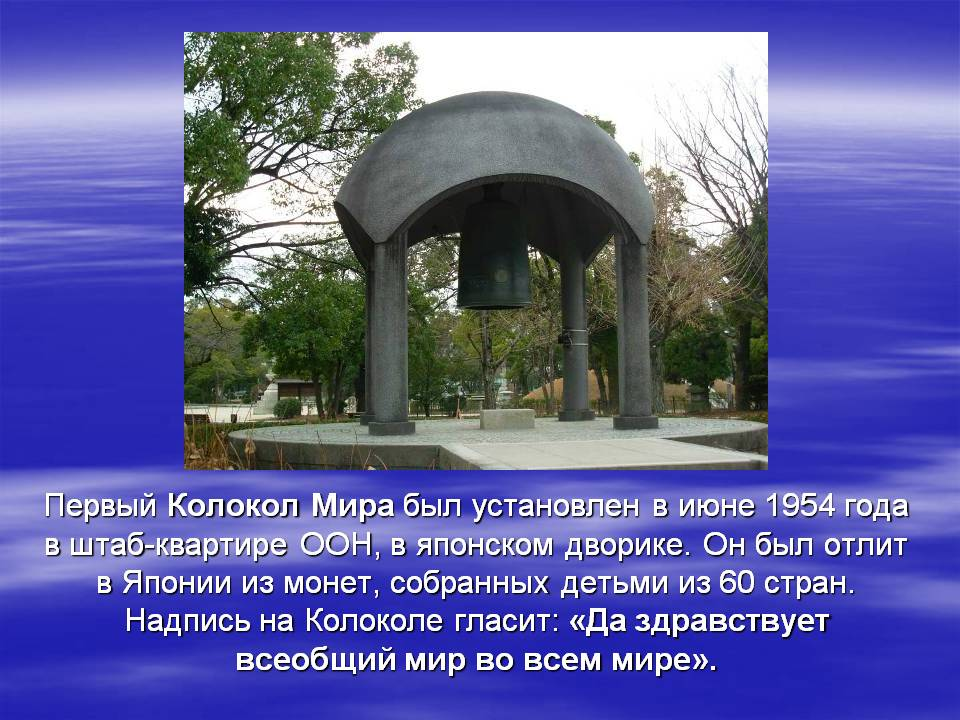 Первый Колокол Мира был установлен в июне 1954 года
в штаб-квартире ООН, в японском дворике. Он был отлит
в Японии из монет, собранных детьми из 60 стран.
Надпись на Колоколе гласит: «Да здравствует
всеобщий мир во всем мире».